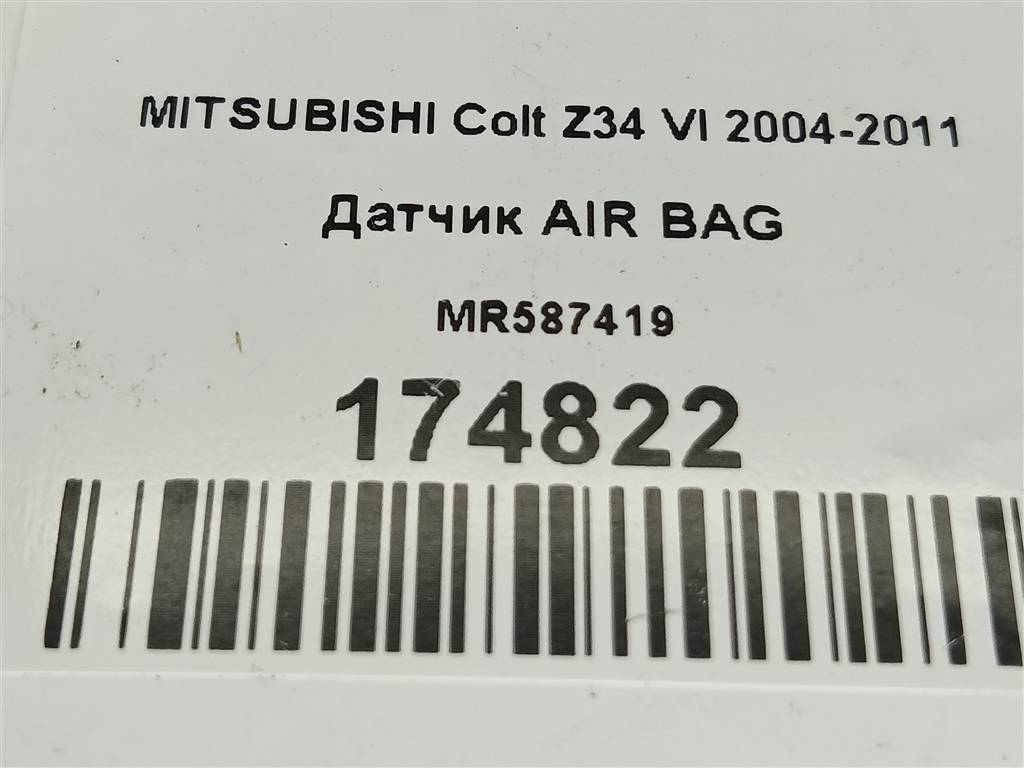 MITSUBISHI Colt Z34 VI 2004-2011
Датчик AIR BAG
MR587419
174822